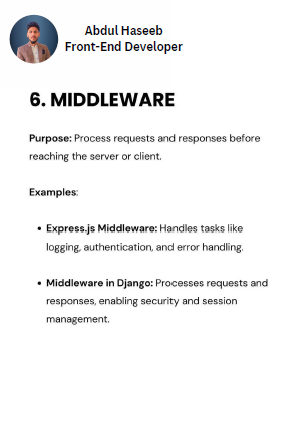 Abdul Haseeb
Front-End Developer
6. MIDDLEWARE
Purpose: Process requests and responses before
reaching the server or client.
Examples:
• Express.js Middleware: Handles tasks like
logging, authentication, and error handling.
• Middleware in Django: Processes requests and
responses, enabling security and session
management.